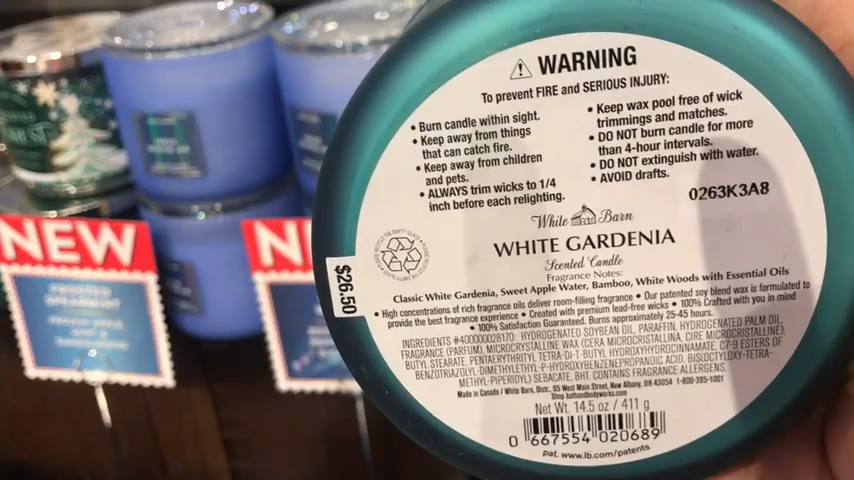 WARNING
To prevent FIRE and SERIOUS INJURY:
• Burn candle within sight.
• Keep away from things
that can catch fire.
• Keep away from children
and pets.
• ALWAYS trim wicks to 1/4
inch before each relighting.
• Keep wax pool free of wick
trimmings and matches.
• DO NOT burn candle for more
than 4-hour intervals.
• DO NOT extinguish with water.
• AVOID drafts.
0263K3A8
White Barn
WHITE GARDENIA
Scented Candle
Fragrance Notes:
Classic White Gardenia, Sweet Apple Water, Bamboo, White Woods with Essential Oils
• High concentrations of rich fragrance oils deliver room-filling fragrance • Our patented soy blend wax is formulated to
provide the best fragrance experience • Created with premium lead-free wicks • 100% Crafted with you in mind
• 100% Satisfaction Guaranteed. Burns approximately 25-45 hours.
INGREDIENTS #400000028170: HYDROGENATED SOYBEAN OIL, PARAFFIN, HYDROGENATED PALM OIL,
FRAGRANCE (PARFUM), MICROCRYSTALLINE WAX (CERA MICROCRISTALLINA, CIRE MICROCRISTALLINE),
BUTYL STEARATE, PENTAERYTHRITYL TETRA-DI-T-BUTYL HYDROXYHYDROCINNAMATE, C7-9 ESTERS OF
BENZOTRIAZOLYL-DIMETHYLETHYL-P-HYDROXYBENZENEPROPANOIC ACID, BISOCTYLOXY-TETRA-
METHYL-PIPERIDYL SEBACATE, BHT. CONTAINS FRAGRANCE ALLERGENS.
Made in Canada / White Barn, Distr., 95 West Main Street, New Albany, OH 43054 1-800-395-1001
Shop bathandbodyworks.com
Net Wt. 14.5 oz / 411 g
0 667554 020689
pat. www.lb.com/patents
$26.50
NEW
FROSTED
SPEARMINT